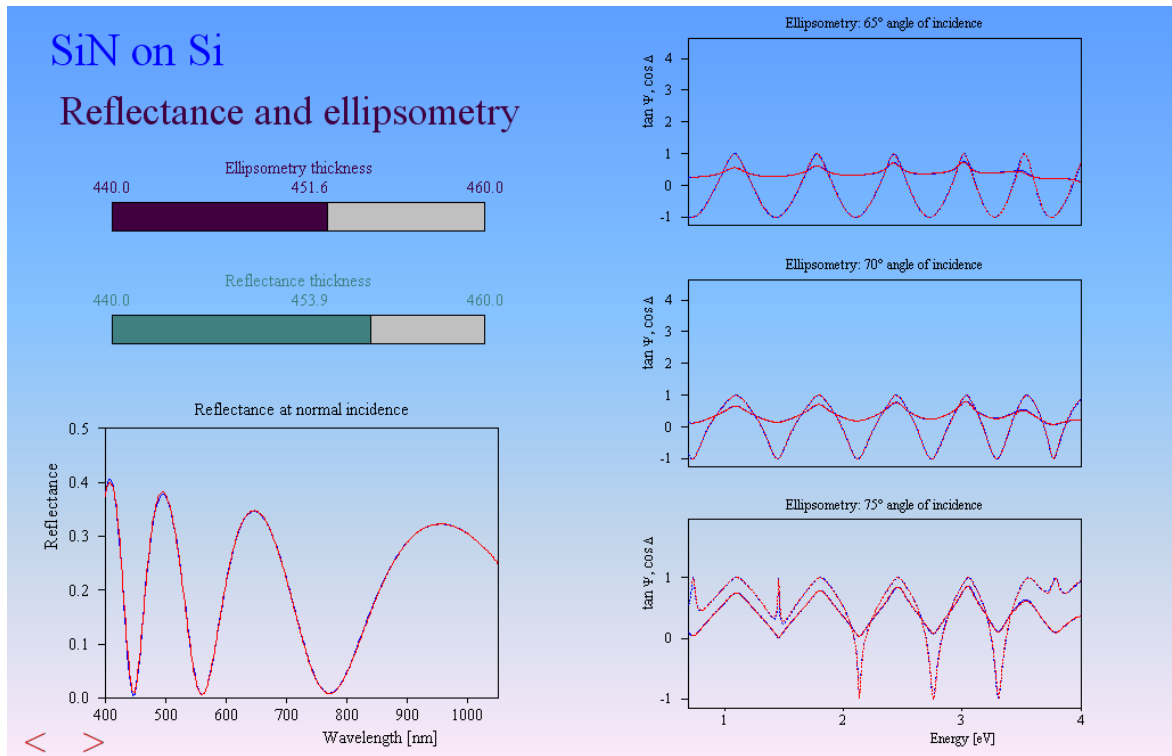 SiN on Si
Reflectance and ellipsometry
Ellipsometry thickness
440.0 451.6 460.0
Reflectance thickness
440.0 453.9 460.0
Reflectance at normal incidence
0.5
0.4
0.3
0.2
0.1
0.0
Reflectance
400 500 600 700 800 900 1000
Wavelength [nm]
< >
Ellipsometry: 65° angle of incidence
tan Ψ, cos Δ
4
3
2
1
0
-1
Ellipsometry: 70° angle of incidence
tan Ψ, cos Δ
4
3
2
1
0
-1
Ellipsometry: 75° angle of incidence
tan Ψ, cos Δ
1
0
-1
1 2 3 4
Energy [eV]